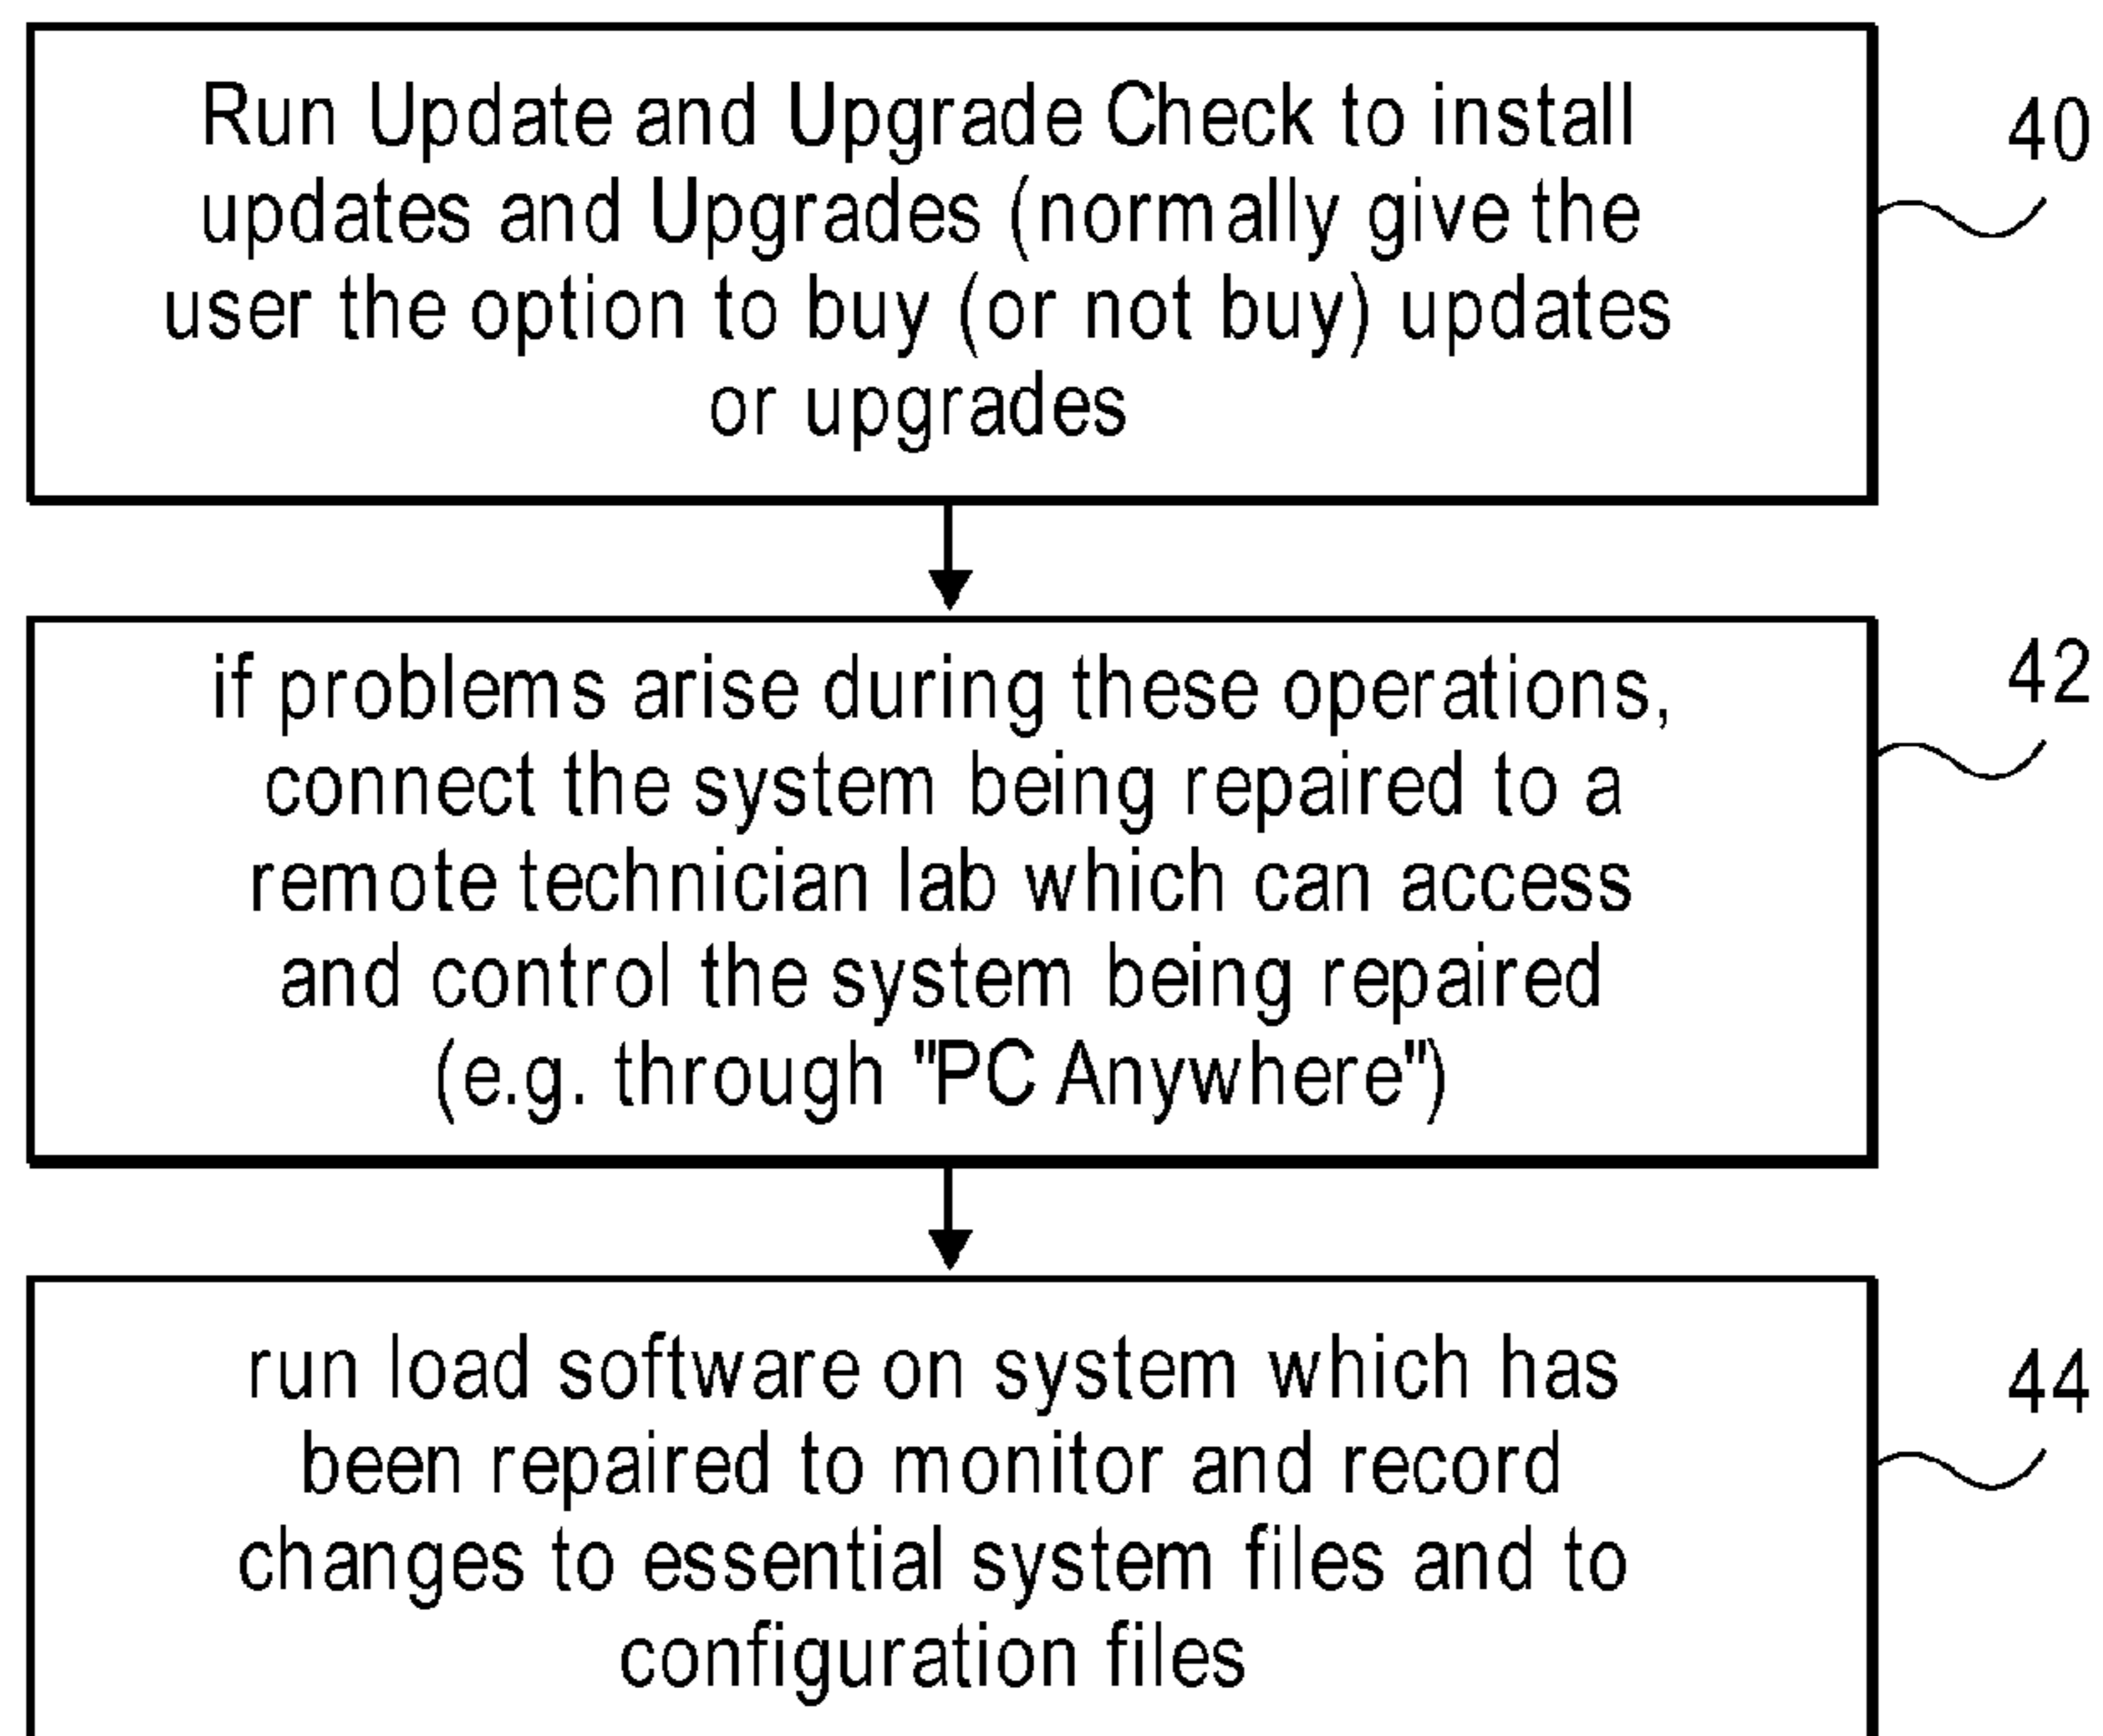 Run Update and Upgrade Check to install
updates and Upgrades (normally give the
user the option to buy (or not buy) updates
or upgrades
40
if problems arise during these operations,
connect the system being repaired to a
remote technician lab which can access
and control the system being repaired
(e.g. through "PC Anywhere")
42
run load software on system which has
been repaired to monitor and record
changes to essential system files and to
configuration files
44